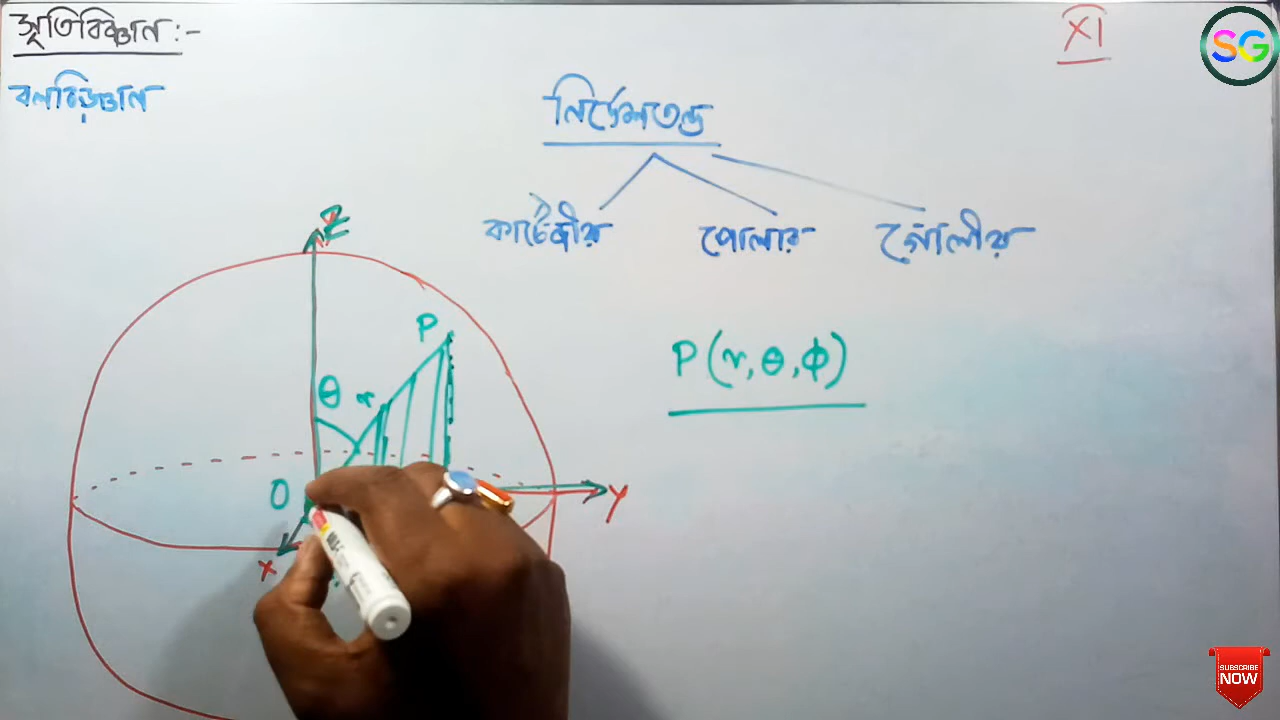 সৃতিবিজ্ঞান :-
XI
SG
বলবিজ্ঞান
নির্দেশতন্ত্র
কার্টেজীয় পোলার গোলীয়
Z
P
P(r, θ, φ)
θ r
O
Y
X
SUBSCRIBE
NOW